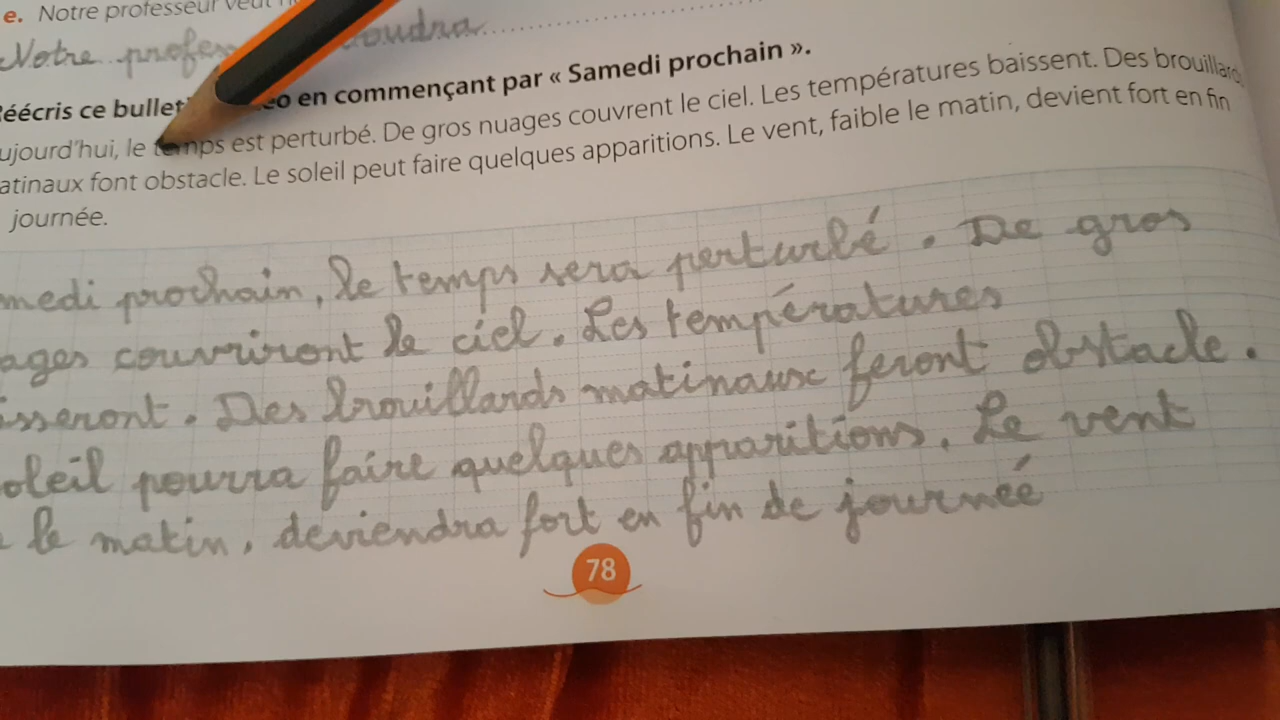 e. Notre professeur veut
Notre profes oudra
éécris ce bullet éo en commençant par « Samedi prochain ».
ujourd'hui, le temps est perturbé. De gros nuages couvrent le ciel. Les températures baissent. Des brouillard
atinaux font obstacle. Le soleil peut faire quelques apparitions. Le vent, faible le matin, devient fort en fin
journée.
medi prochain, le temps sera perturbé. De gros
ages couvriront le ciel. Les températures
isseront. Des brouillards matinaux feront obstacle.
oleil pourra faire quelques apparitions. Le vent
le matin, deviendra fort en fin de journée
78